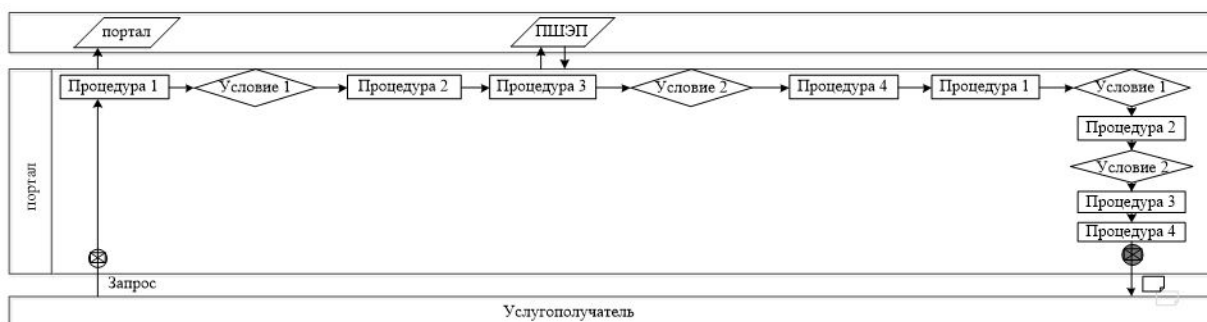 портал
ПШЭП
Процедура 1
Условие 1
Процедура 2
Процедура 3
Условие 2
Процедура 4
Процедура 1
Условие 1
Процедура 2
Условие 2
Процедура 3
Процедура 4
портал
Запрос
Услугополучатель